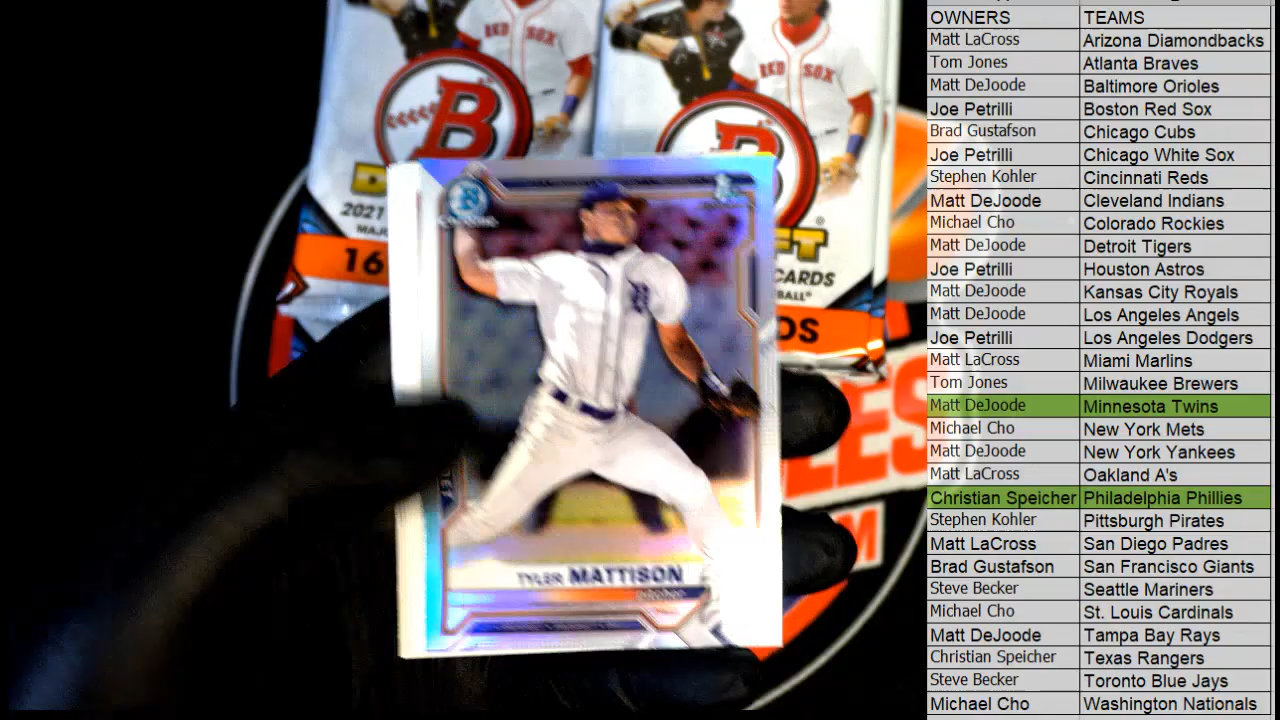 RED SOX
RED SOX
B
B
2021
16
FT
CARDS
BALL
OS
TYLER MATTISON
OWNERS TEAMS
Matt LaCross Arizona Diamondbacks
Tom Jones Atlanta Braves
Matt DeJoode Baltimore Orioles
Joe Petrilli Boston Red Sox
Brad Gustafson Chicago Cubs
Joe Petrilli Chicago White Sox
Stephen Kohler Cincinnati Reds
Matt DeJoode Cleveland Indians
Michael Cho Colorado Rockies
Matt DeJoode Detroit Tigers
Joe Petrilli Houston Astros
Matt DeJoode Kansas City Royals
Matt DeJoode Los Angeles Angels
Joe Petrilli Los Angeles Dodgers
Matt LaCross Miami Marlins
Tom Jones Milwaukee Brewers
Matt DeJoode Minnesota Twins
Michael Cho New York Mets
Matt DeJoode New York Yankees
Matt LaCross Oakland A's
Christian Speicher Philadelphia Phillies
Stephen Kohler Pittsburgh Pirates
Matt LaCross San Diego Padres
Brad Gustafson San Francisco Giants
Steve Becker Seattle Mariners
Michael Cho St. Louis Cardinals
Matt DeJoode Tampa Bay Rays
Christian Speicher Texas Rangers
Steve Becker Toronto Blue Jays
Michael Cho Washington Nationals